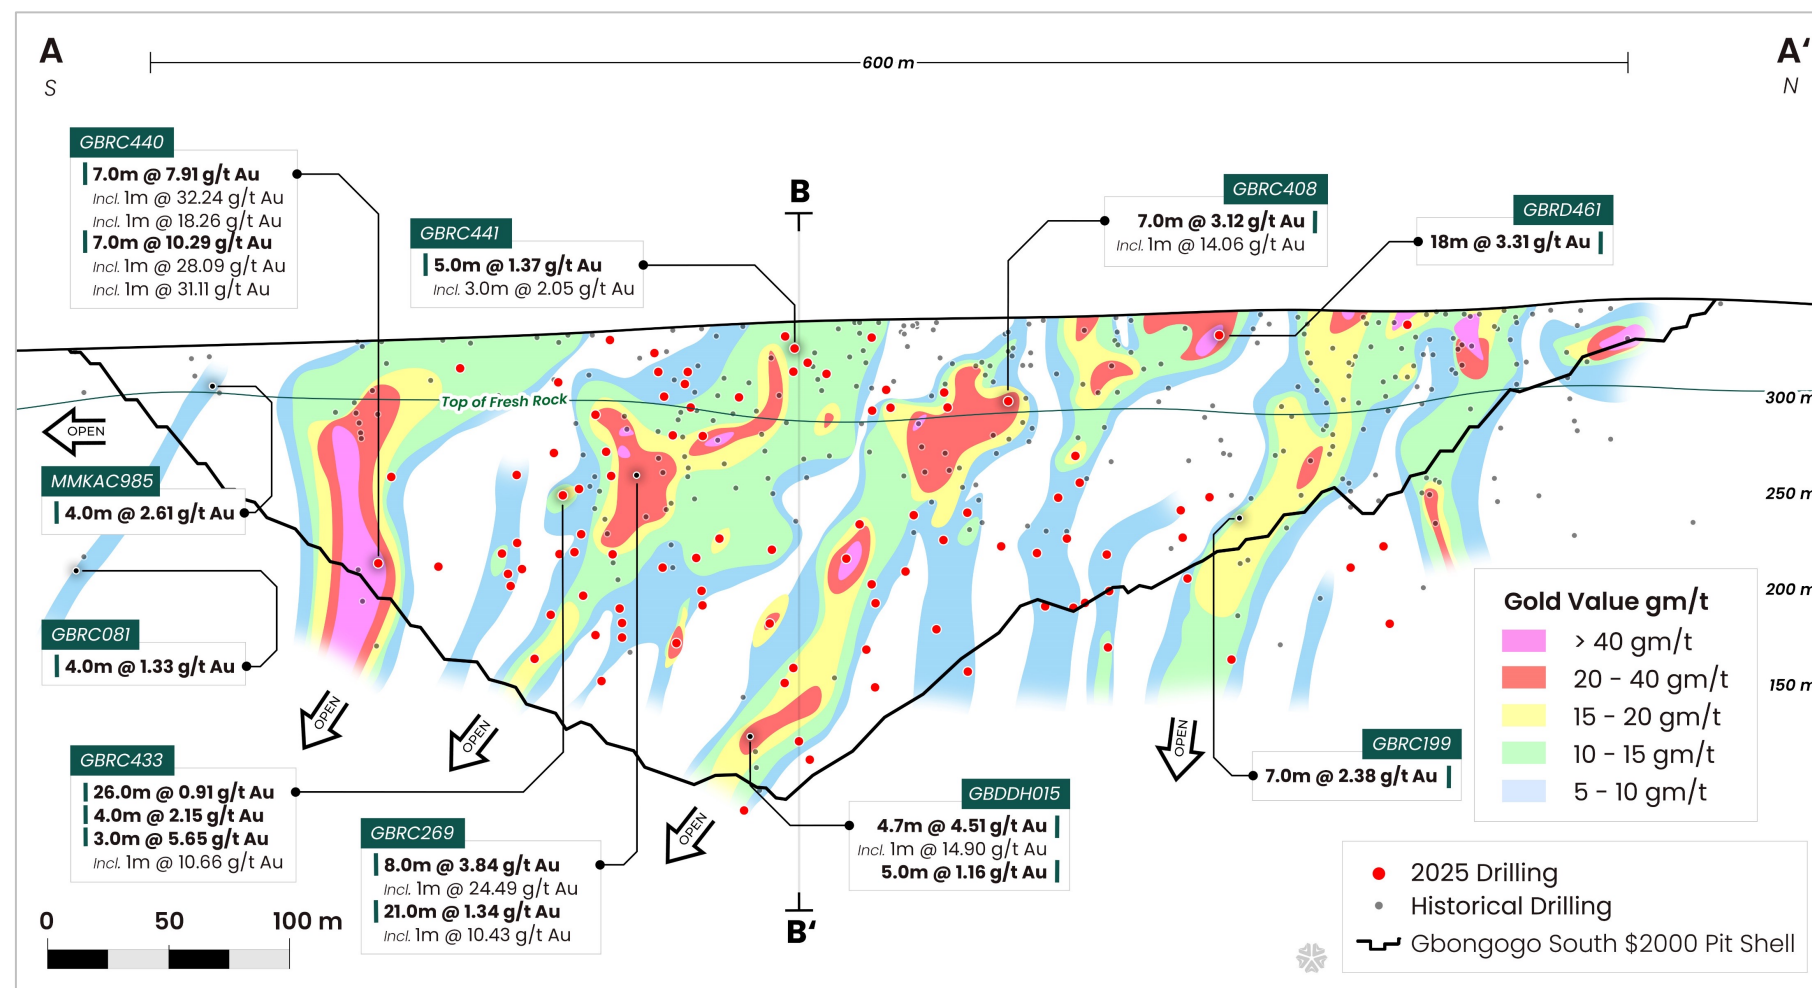 A
S
600 m
A'
N
GBRC440
7.0m @ 7.91 g/t Au
Incl. 1m @ 32.24 g/t Au
Incl. 1m @ 18.26 g/t Au
7.0m @ 10.29 g/t Au
Incl. 1m @ 28.09 g/t Au
Incl. 1m @ 31.11 g/t Au
GBRC441
5.0m @ 1.37 g/t Au
Incl. 3.0m @ 2.05 g/t Au
B
GBRC408
7.0m @ 3.12 g/t Au
Incl. 1m @ 14.06 g/t Au
GBRD461
18m @ 3.31 g/t Au
Top of Fresh Rock
300 m
250 m
200 m
150 m
OPEN
MMKAC985
4.0m @ 2.61 g/t Au
GBRC081
4.0m @ 1.33 g/t Au
OPEN
OPEN
OPEN
OPEN
GBRC433
26.0m @ 0.91 g/t Au
4.0m @ 2.15 g/t Au
3.0m @ 5.65 g/t Au
Incl. 1m @ 10.66 g/t Au
GBRC269
8.0m @ 3.84 g/t Au
Incl. 1m @ 24.49 g/t Au
21.0m @ 1.34 g/t Au
Incl. 1m @ 10.43 g/t Au
GBDDH015
4.7m @ 4.51 g/t Au
Incl. 1m @ 14.90 g/t Au
5.0m @ 1.16 g/t Au
B'
GBRC199
7.0m @ 2.38 g/t Au
Gold Value gm/t
> 40 gm/t
20 - 40 gm/t
15 - 20 gm/t
10 - 15 gm/t
5 - 10 gm/t
2025 Drilling
Historical Drilling
Gbongogo South $2000 Pit Shell
0 50 100 m